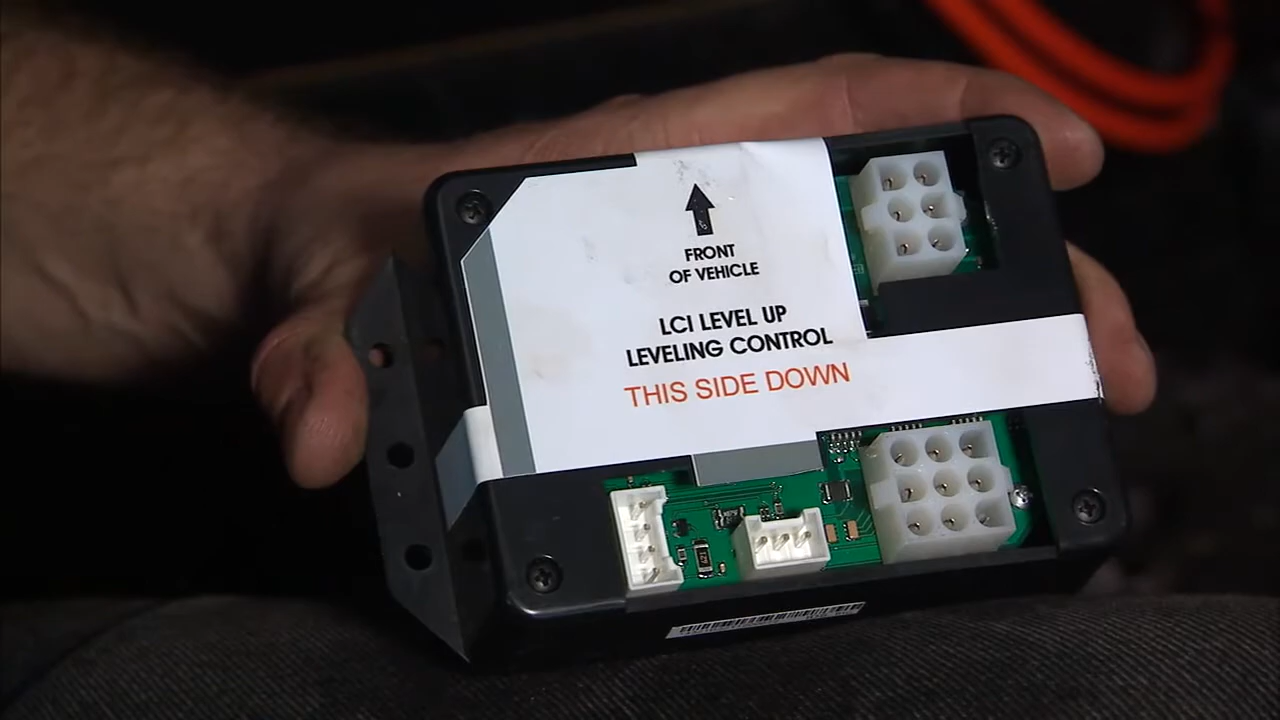 FRONT
OF VEHICLE
LCI LEVEL UP
LEVELING CONTROL
THIS SIDE DOWN